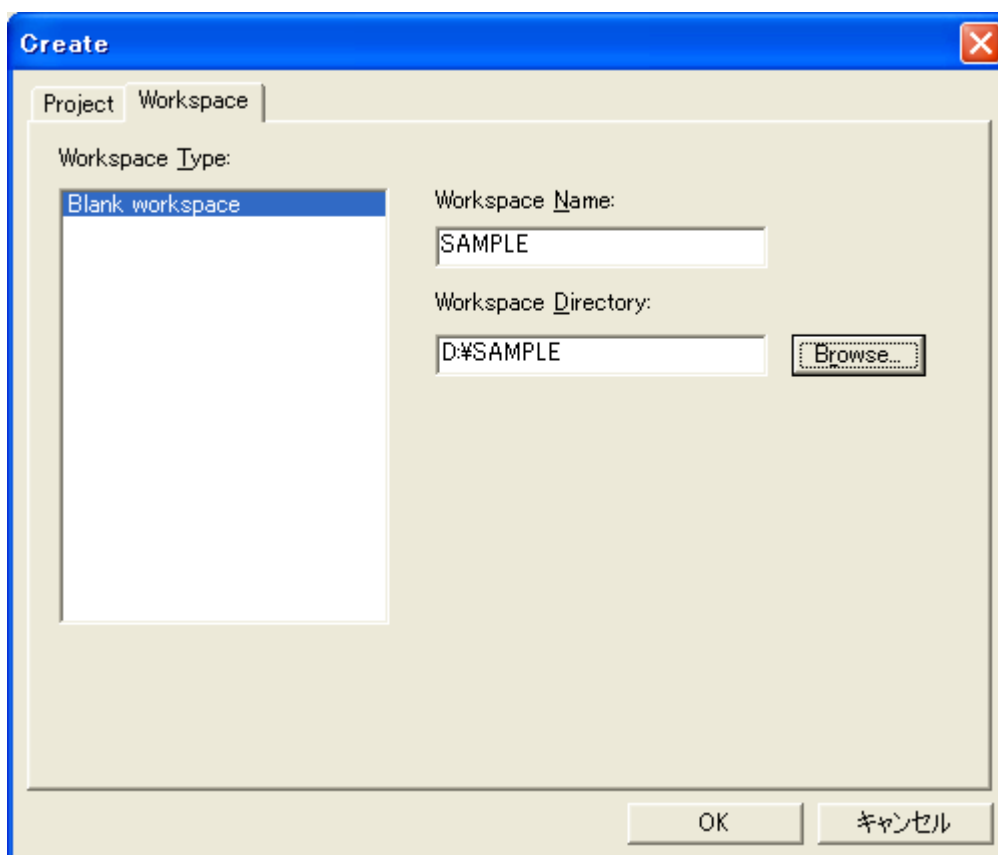 Create
Project
Workspace
Workspace Type:
Blank workspace
Workspace Name:
SAMPLE
Workspace Directory:
D:¥SAMPLE
Browse...
OK
キャンセル